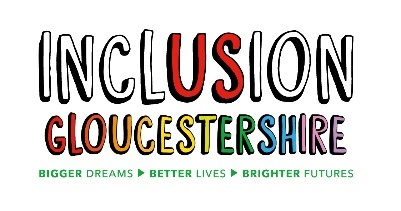 INCLUSION
GLOUCESTERSHIRE
BIGGER DREAMS ▶ BETTER LIVES ▶ BRIGHTER FUTURES